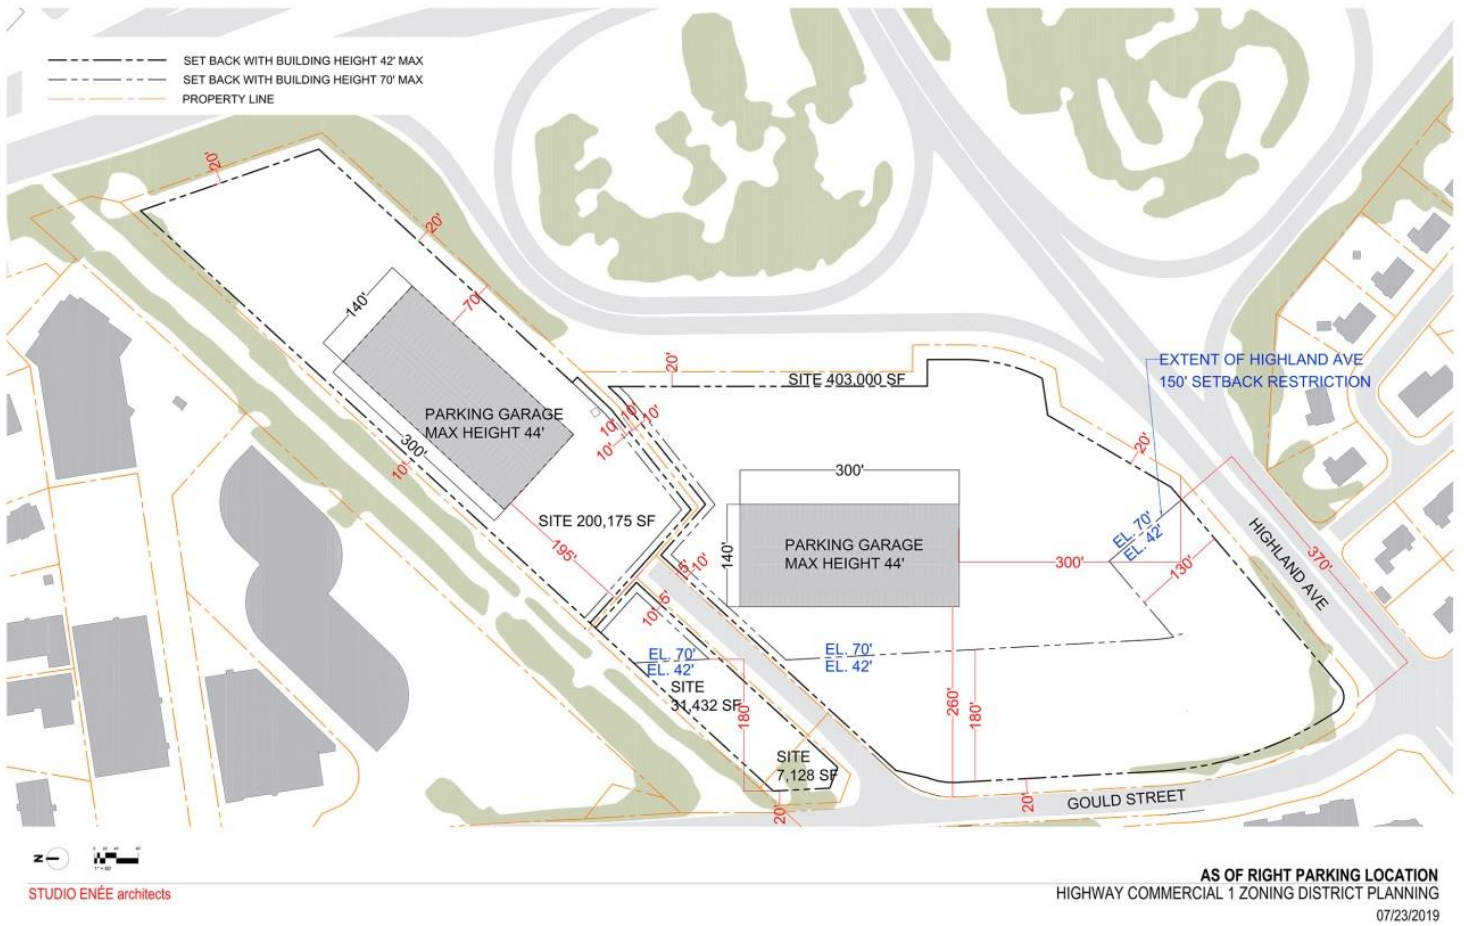 SET BACK WITH BUILDING HEIGHT 42' MAX
SET BACK WITH BUILDING HEIGHT 70' MAX
PROPERTY LINE
20'
20'
70'
140'
PARKING GARAGE
MAX HEIGHT 44'
300'
10'
SITE 200,175 SF
195'
20'
SITE 403,000 SF
10'
10'
10'
10'
EXTENT OF HIGHLAND AVE
150' SETBACK RESTRICTION
20'
300'
140'
PARKING GARAGE
MAX HEIGHT 44'
300'
EL. 70'
EL. 42'
130'
HIGHLAND AVE
370'
5'
10'
10'
5'
EL. 70'
EL. 42'
EL. 70'
EL. 42'
SITE
31,432 SF
180'
260'
180'
SITE
7,128 SF
20'
20'
GOULD STREET
N
STUDIO ENÉE architects
AS OF RIGHT PARKING LOCATION
HIGHWAY COMMERCIAL 1 ZONING DISTRICT PLANNING
07/23/2019